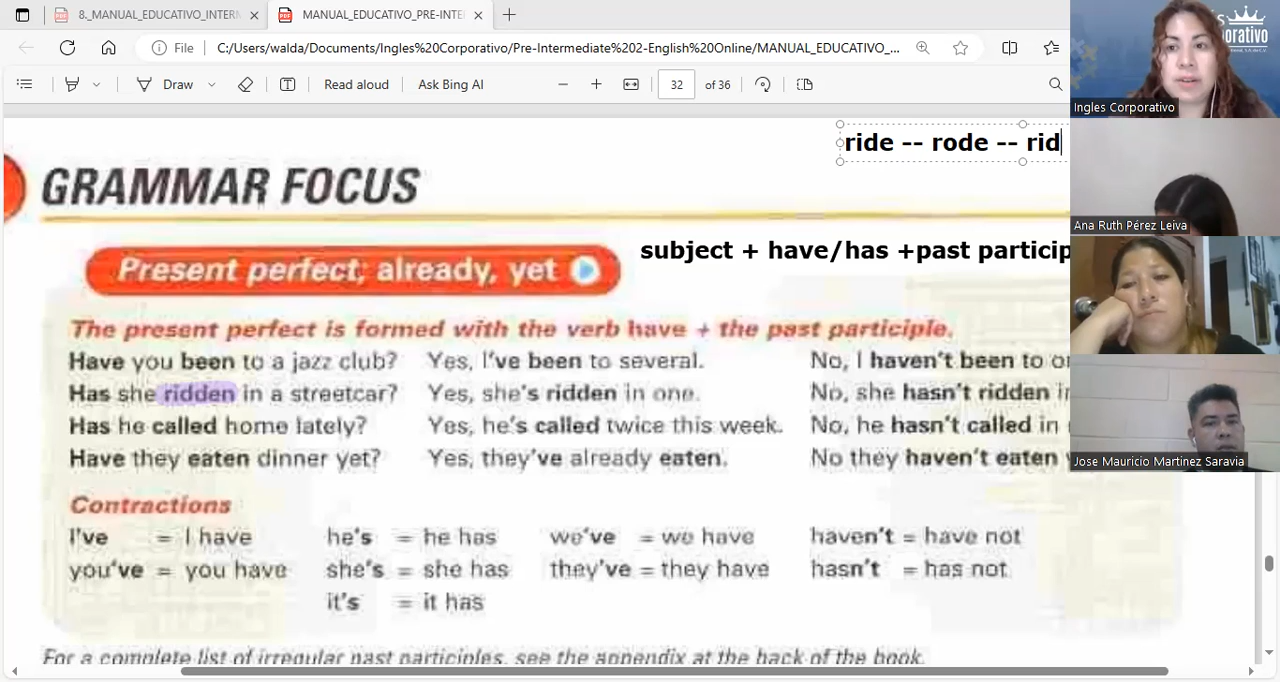 8._MANUAL_EDUCATIVO_INTERM
MANUAL_EDUCATIVO_PRE-INTE
File
C:/Users/walda/Documents/Ingles%20Corporativo/Pre-Intermediate%202-English%20Online/MANUAL_EDUCATIVO_...
Draw
Read aloud
Ask Bing AI
32 of 36
ride -- rode -- rid
GRAMMAR FOCUS
Present perfect; already, yet
subject + have/has +past particip
The present perfect is formed with the verb have + the past participle.
Have you been to a jazz club? Yes, I've been to several. No, I haven't been to
Has she ridden in a streetcar? Yes, she's ridden in one. No, she hasn't ridden
Has he called home lately? Yes, he's called twice this week. No, he hasn't called in
Have they eaten dinner yet? Yes, they've already eaten. No they haven't eaten
Contractions
I've = I have he's = he has we've = we have haven't = have not
you've = you have she's = she has they've = they have hasn't = has not
it's = it has
For a complete list of irregular past participles, see the appendix at the back of the book.
orativo
Ingles Corporativo
Ana Ruth Pérez Leiva
Jose Mauricio Martinez Saravia